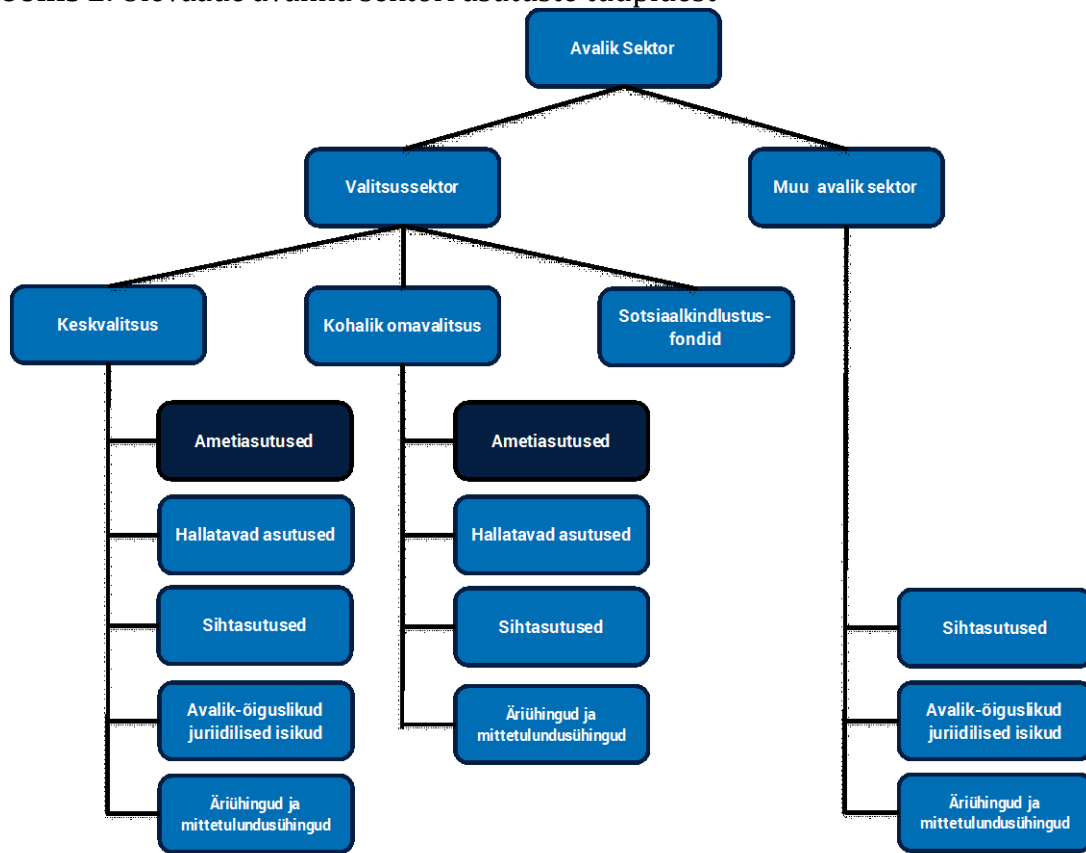 Avalik Sektor
Valitsussektor
Muu avalik sektor
Keskvalitsus
Kohalik omavalitsus
Sotsiaalkindlustus-
fondid
Ametiasutused
Hallatavad asutused
Sihtasutused
Avalik-õiguslikud
juriidilised isikud
Äriühingud ja
mittetulundusühingud
Ametiasutused
Hallatavad asutused
Sihtasutused
Äriühingud ja
mittetulundusühingud
Sihtasutused
Avalik-õiguslikud
juriidilised isikud
Äriühingud ja
mittetulundusühingud